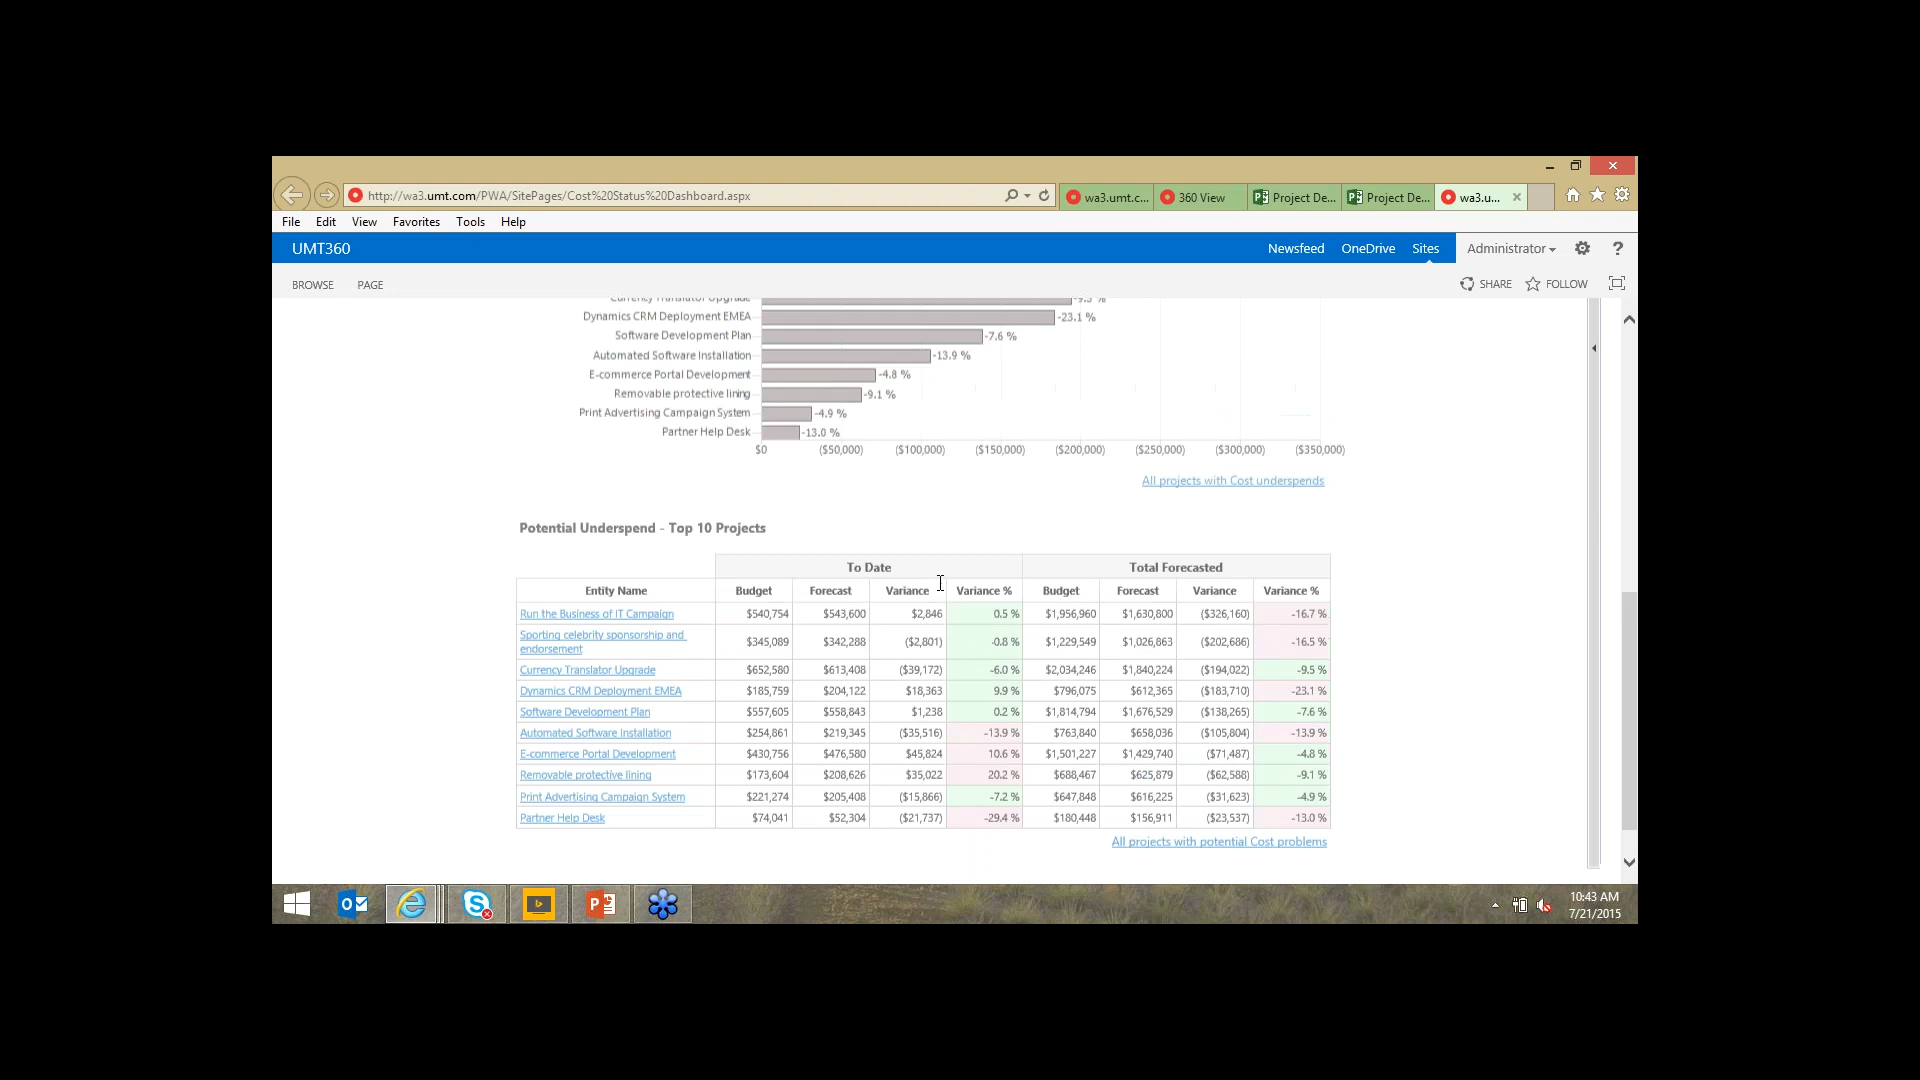 http://wa3.umt.com/PWA/SitePages/Cost%20Status%20Dashboard.aspx
wa3.umt.c... 360 View Project De... Project De... wa3.u...
File Edit View Favorites Tools Help
UMT360 Newsfeed OneDrive Sites Administrator ?
BROWSE PAGE SHARE FOLLOW
Currency Translator Upgrade -9.5 %
Dynamics CRM Deployment EMEA -23.1 %
Software Development Plan -7.6 %
Automated Software Installation -13.9 %
E-commerce Portal Development -4.8 %
Removable protective lining -9.1 %
Print Advertising Campaign System -4.9 %
Partner Help Desk -13.0 %
$0 ($50,000) ($100,000) ($150,000) ($200,000) ($250,000) ($300,000) ($350,000)
All projects with Cost underspends
Potential Underspend - Top 10 Projects
To Date Total Forecasted
Entity Name Budget Forecast Variance Variance % Budget Forecast Variance Variance %
Run the Business of IT Campaign $540,754 $543,600 $2,846 0.5 % $1,956,960 $1,630,800 ($326,160) -16.7 %
Sporting celebrity sponsorship and
endorsement $345,089 $342,288 ($2,801) -0.8 % $1,229,549 $1,026,863 ($202,686) -16.5 %
Currency Translator Upgrade $652,580 $613,408 ($39,172) -6.0 % $2,034,246 $1,840,224 ($194,022) -9.5 %
Dynamics CRM Deployment EMEA $185,759 $204,122 $18,363 9.9 % $796,075 $612,365 ($183,710) -23.1 %
Software Development Plan $557,605 $558,843 $1,238 0.2 % $1,814,794 $1,676,529 ($138,265) -7.6 %
Automated Software Installation $254,861 $219,345 ($35,516) -13.9 % $763,840 $658,036 ($105,804) -13.9 %
E-commerce Portal Development $430,756 $476,580 $45,824 10.6 % $1,501,227 $1,429,740 ($71,487) -4.8 %
Removable protective lining $173,604 $208,626 $35,022 20.2 % $688,467 $625,879 ($62,588) -9.1 %
Print Advertising Campaign System $221,274 $205,408 ($15,866) -7.2 % $647,848 $616,225 ($31,623) -4.9 %
Partner Help Desk $74,041 $52,304 ($21,737) -29.4 % $180,448 $156,911 ($23,537) -13.0 %
All projects with potential Cost problems
10:43 AM
7/21/2015